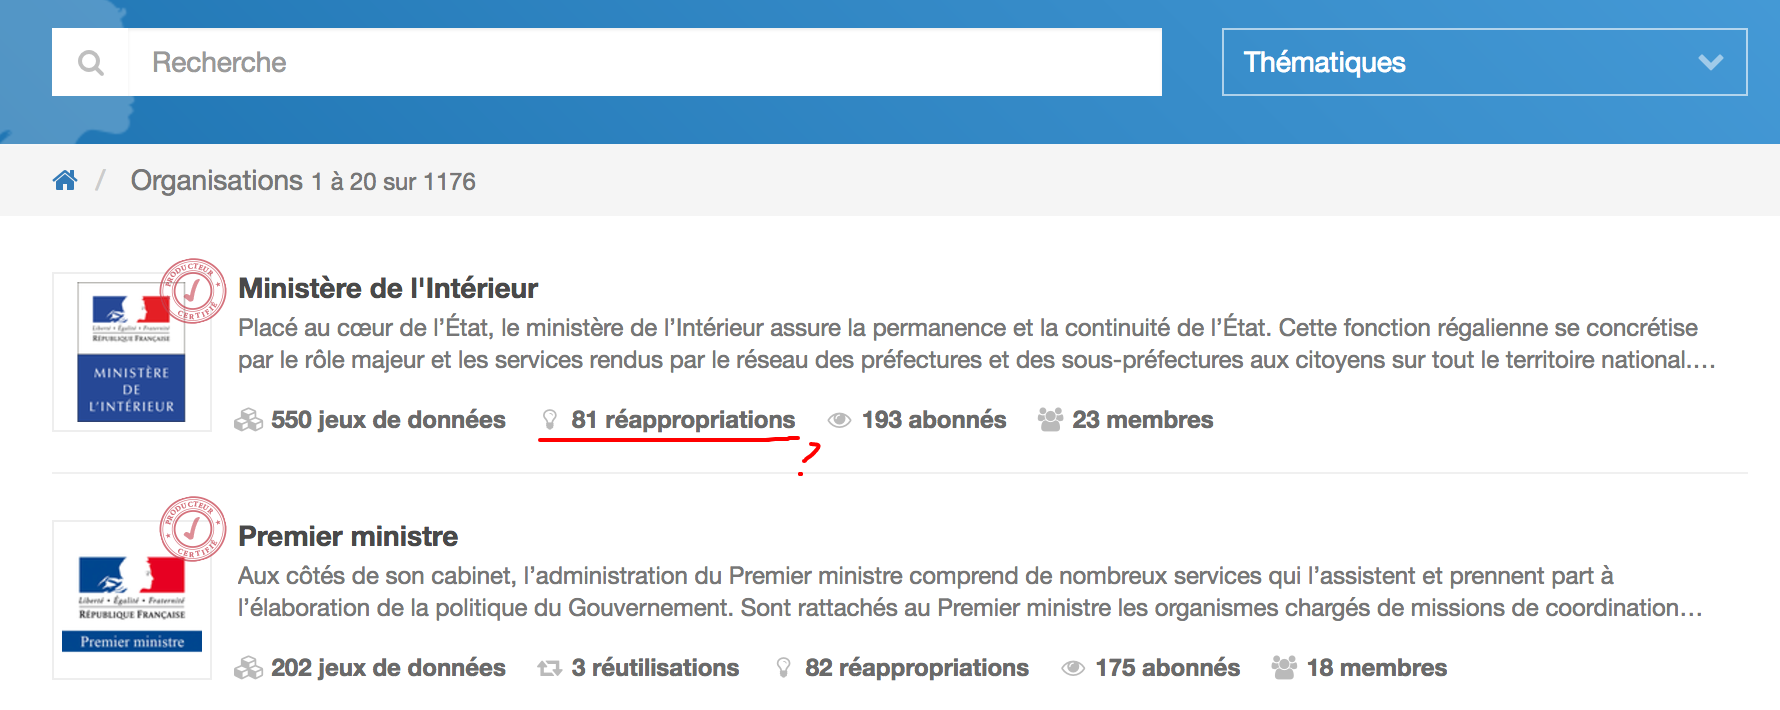 Recherche
Thématiques
Organisations 1 à 20 sur 1176
PRODUCTEUR
CERTIFIÉ
Liberté • Égalité • Fraternité
RÉPUBLIQUE FRANÇAISE
MINISTÈRE
DE
L'INTÉRIEUR
Ministère de l'Intérieur
Placé au cœur de l’État, le ministère de l’Intérieur assure la permanence et la continuité de l’État. Cette fonction régalienne se concrétise
par le rôle majeur et les services rendus par le réseau des préfectures et des sous-préfectures aux citoyens sur tout le territoire national.…
550 jeux de données 81 réappropriations 193 abonnés 23 membres
?
PRODUCTEUR
CERTIFIÉ
Liberté • Égalité • Fraternité
RÉPUBLIQUE FRANÇAISE
Premier ministre
Premier ministre
Aux côtés de son cabinet, l’administration du Premier ministre comprend de nombreux services qui l’assistent et prennent part à
l’élaboration de la politique du Gouvernement. Sont rattachés au Premier ministre les organismes chargés de missions de coordination…
202 jeux de données 3 réutilisations 82 réappropriations 175 abonnés 18 membres